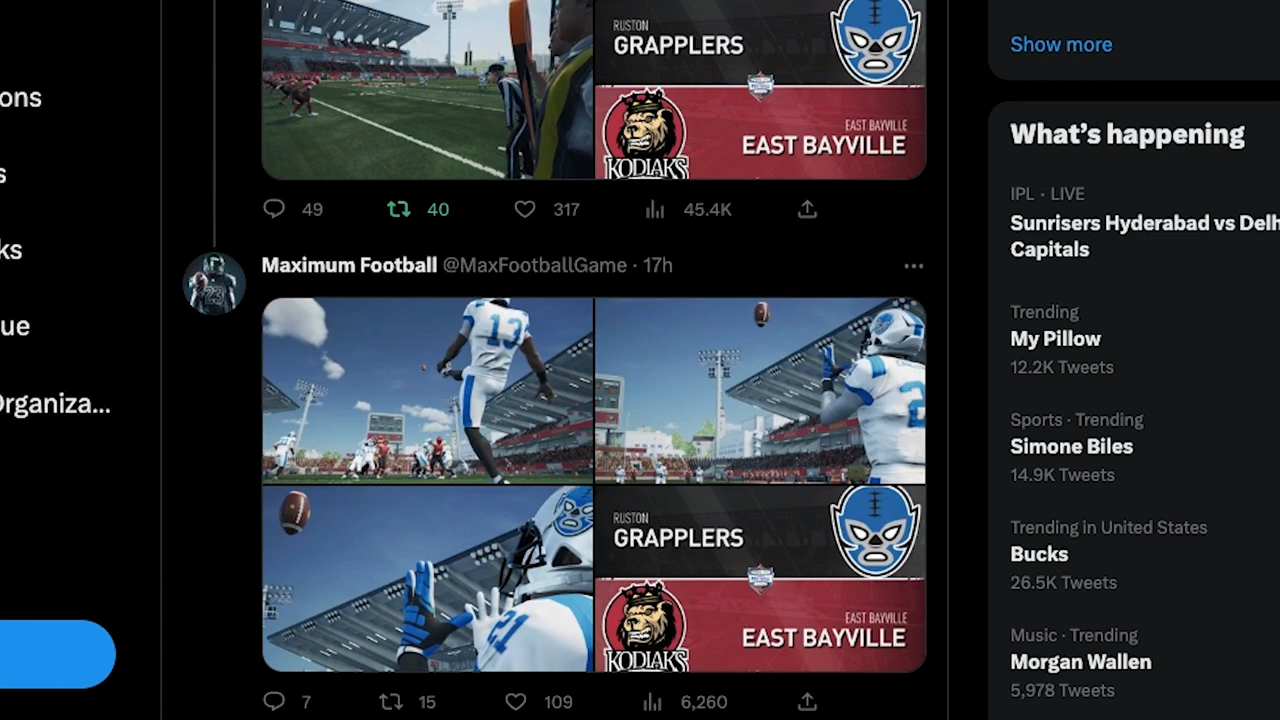 ons
s
ks
ue
Organiza...
RUSTON
GRAPPLERS
EAST BAYVILLE
EAST BAYVILLE
KODIAKS
49
40
317
45.4K
Maximum Football @MaxFootballGame · 17h
13
2
21
RUSTON
GRAPPLERS
EAST BAYVILLE
EAST BAYVILLE
KODIAKS
7
15
109
6,260
Show more
What's happening
IPL · LIVE
Sunrisers Hyderabad vs Delh
Capitals
Trending
My Pillow
12.2K Tweets
Sports · Trending
Simone Biles
14.9K Tweets
Trending in United States
Bucks
26.5K Tweets
Music · Trending
Morgan Wallen
5,978 Tweets